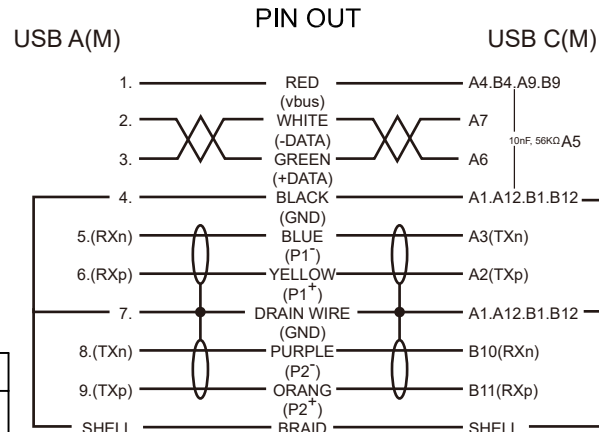 PIN OUT
USB A(M) USB C(M)
1. RED A4.B4.A9.B9
(vbus)
2. WHITE A7
(-DATA) 10nF, 56KΩ A5
3. GREEN A6
(+DATA)
4. BLACK A1.A12.B1.B12
(GND)
5.(RXn) BLUE A3(TXn)
(P1-)
6.(RXp) YELLOW A2(TXp)
(P1+)
7. DRAIN WIRE A1.A12.B1.B12
(GND)
8.(TXn) PURPLE B10(RXn)
(P2-)
9.(TXp) ORANG B11(RXp)
(P2+)
SHELL BRAID SHELL